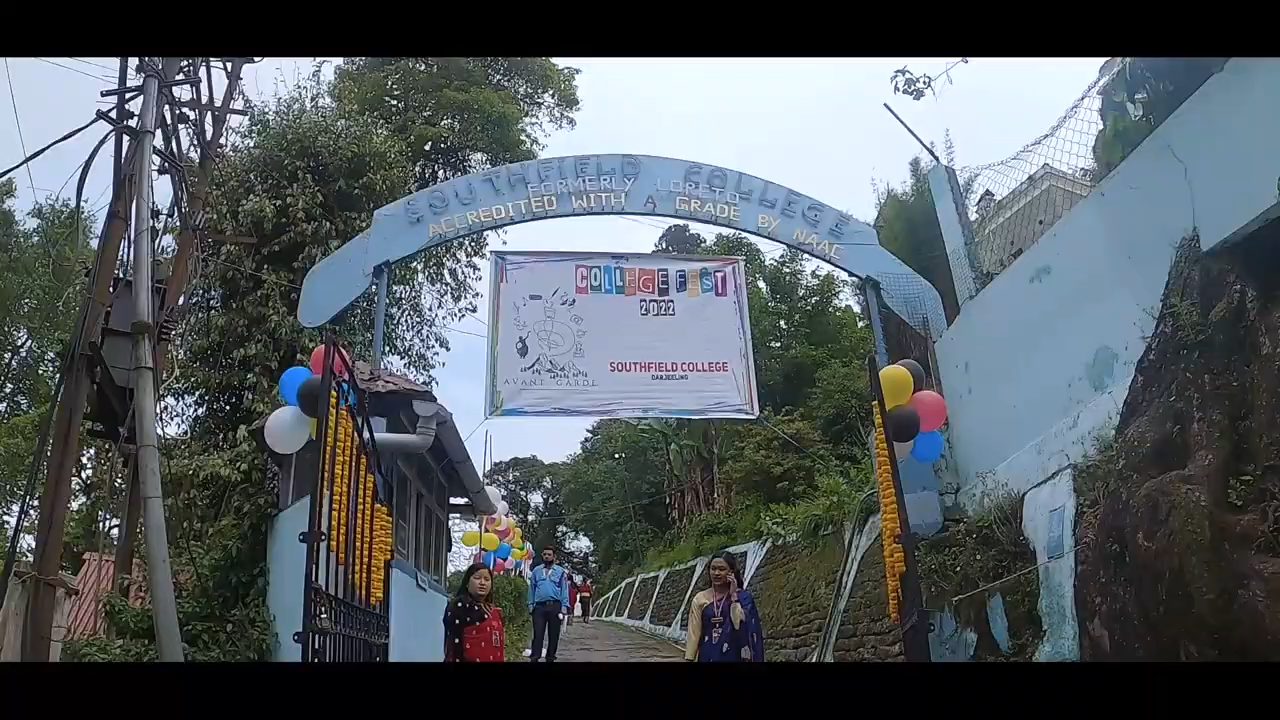 SOUTHFIELD COLLEGE
FORMERLY LORETO
ACCREDITED WITH A GRADE BY NAAC
COLLEGE FEST
2022
AVANT GARDE
SOUTHFIELD COLLEGE
DARJEELING